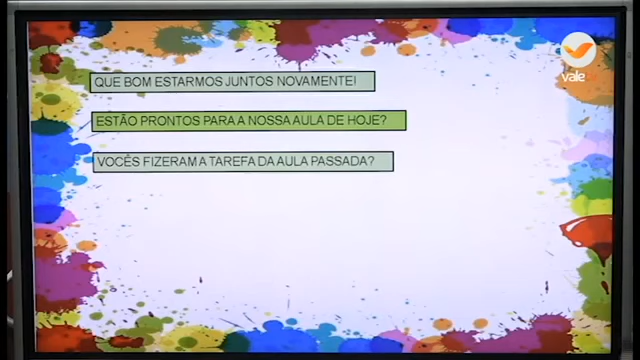 vale
QUE BOM ESTARMOS JUNTOS NOVAMENTE!
ESTÃO PRONTOS PARA A NOSSA AULA DE HOJE?
VOCÊS FIZERAM A TAREFA DA AULA PASSADA?